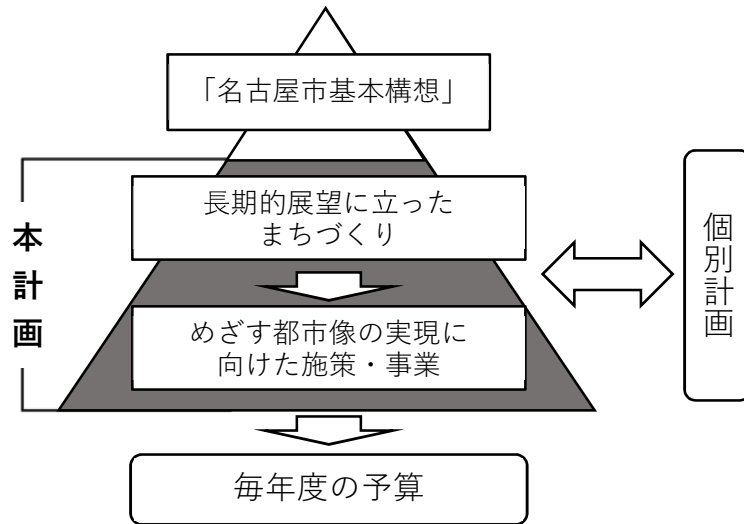 「名古屋市基本構想」
長期的展望に立った
まちづくり
本計画
個別計画
めざす都市像の実現に
向けた施策・事業
毎年度の予算